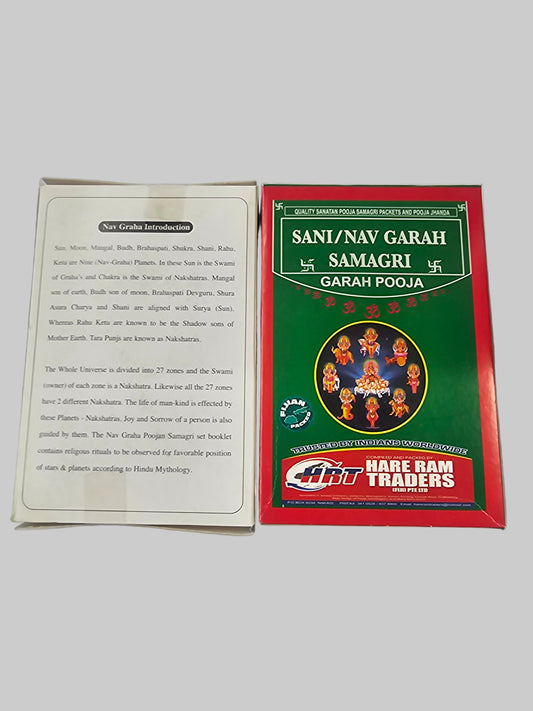 Nav Graha Introduction
Sun, Moon, Mangal, Budh, Brahaspati, Shukra, Shani, Rahu,
Ketu are Nine (Nav-Graha) Planets. In these Sun is the Swami
of Graha's and Chakra is the Swami of Nakshatras. Mangal
son of earth, Budh son of moon, Brahaspati Devguru, Shura
Asura Charya and Shani are aligned with Surya (Sun).
Whereas Rahu Ketu are known to be the Shadow sons of
Mother Earth. Tara Punjs are known as Nakshatras.
The Whole Universe is divided into 27 zones and the Swami
(owner) of each zone is a Nakshatra. Likewise all the 27 zones
have 2 different Nakshatra. The life of man-kind is effected by
these Planets - Nakshatras. Joy and Sorrow of a person is also
guided by them. The Nav Graha Poojan Samagri set booklet
contains religious rituals to be observed for favorable position
of stars & planets according to Hindu Mythology.
QUALITY SANATAN POOJA SAMAGRI PACKETS AND POOJA JHANDA
SANI/NAV GARAH
SAMAGRI
GARAH POOJA
ॐ ॐ ॐ ॐ ॐ
FIJIAN
PACKED
TRUSTED BY INDIANS WORLDWIDE
COMPILED AND PACKED BY
HRT
HARE RAM
TRADERS
(FIJI) PTE LTD